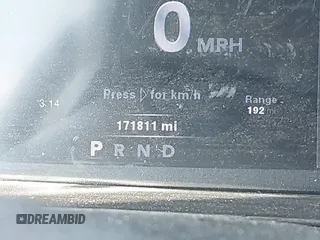 0 MPH
Press ▷ for km/h
Range
3.14
192
171811 mi
P R N D
DREAMBID